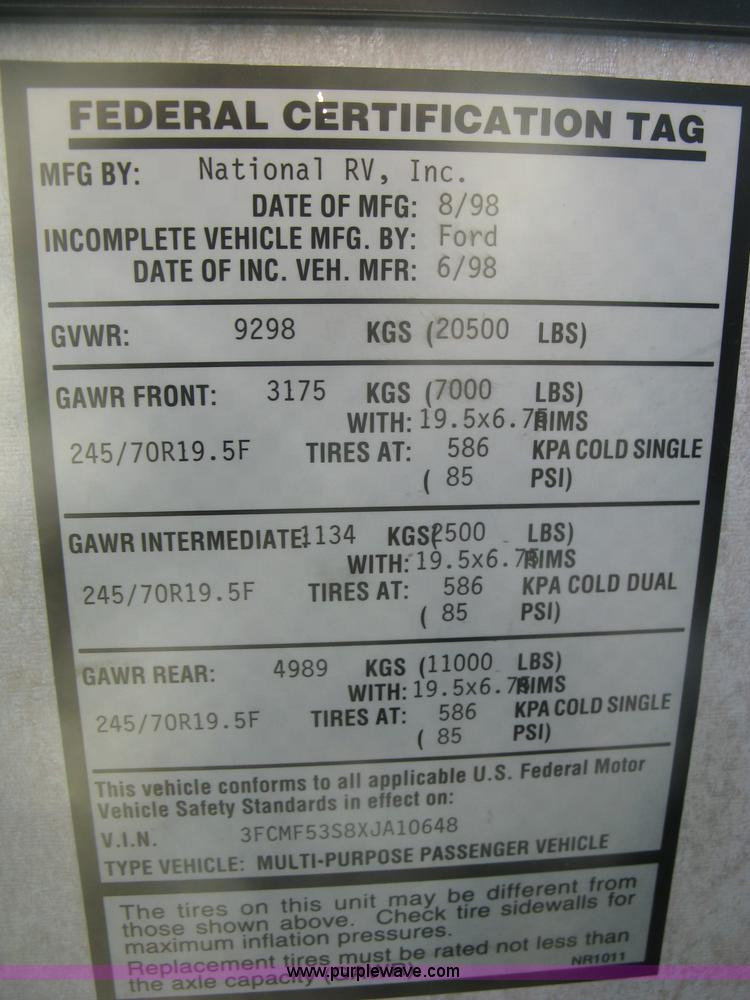 FEDERAL CERTIFICATION TAG
MFG BY: National RV, Inc.
DATE OF MFG: 8/98
INCOMPLETE VEHICLE MFG. BY: Ford
DATE OF INC. VEH. MFR: 6/98
GVWR: 9298 KGS (20500 LBS)
GAWR FRONT: 3175 KGS (7000 LBS)
WITH: 19.5x6.75 RIMS
245/70R19.5F TIRES AT: 586 KPA COLD SINGLE
( 85 PSI)
GAWR INTERMEDIATE: 1134 KGS (2500 LBS)
WITH: 19.5x6.75 RIMS
245/70R19.5F TIRES AT: 586 KPA COLD DUAL
( 85 PSI)
GAWR REAR: 4989 KGS (11000 LBS)
WITH: 19.5x6.75 RIMS
245/70R19.5F TIRES AT: 586 KPA COLD SINGLE
( 85 PSI)
This vehicle conforms to all applicable U.S. Federal Motor
Vehicle Safety Standards in effect on:
V.I.N. 3FCMF53S8XJA10648
TYPE VEHICLE: MULTI-PURPOSE PASSENGER VEHICLE
The tires on this unit may be different from
those shown above. Check tire sidewalls for
maximum inflation pressures.
Replacement tires must be rated not less than
the axle capacity
NR1011
www.purplewave.com